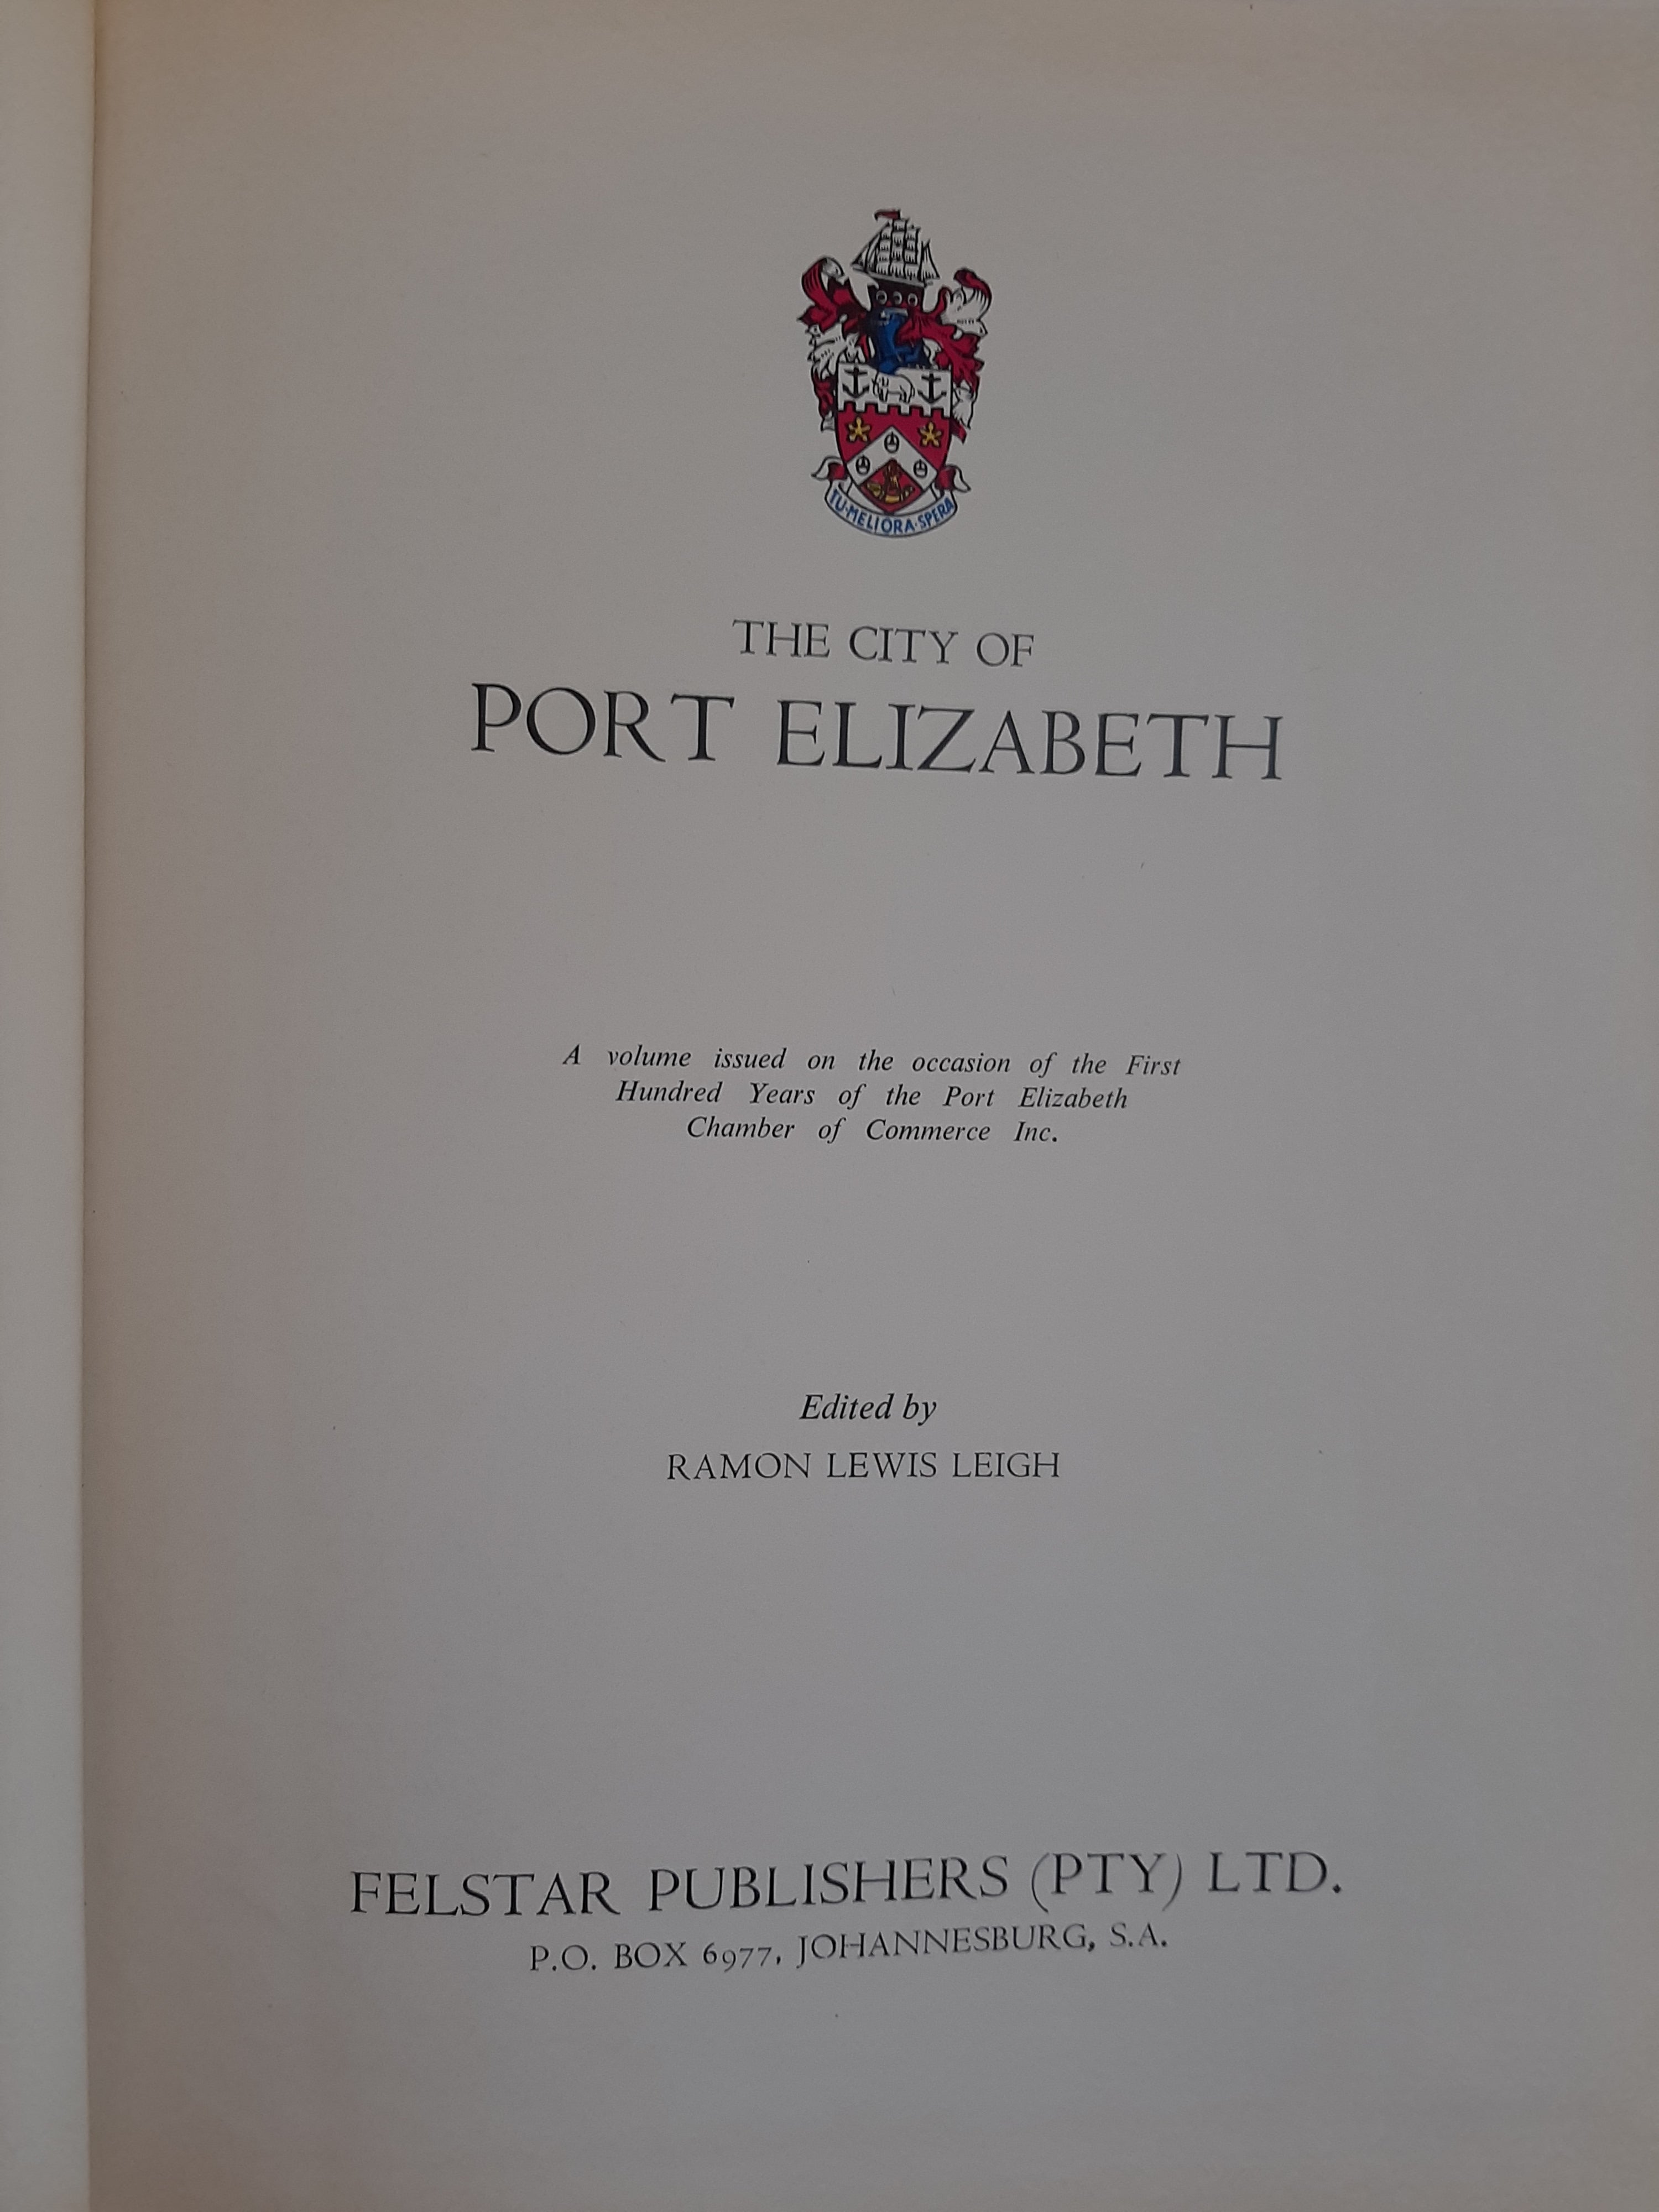 TU·MELIORA·SPERA
THE CITY OF
PORT ELIZABETH
A volume issued on the occasion of the First
Hundred Years of the Port Elizabeth
Chamber of Commerce Inc.
Edited by
RAMON LEWIS LEIGH
FELSTAR PUBLISHERS (PTY) LTD.
P.O. BOX 6977, JOHANNESBURG, S.A.